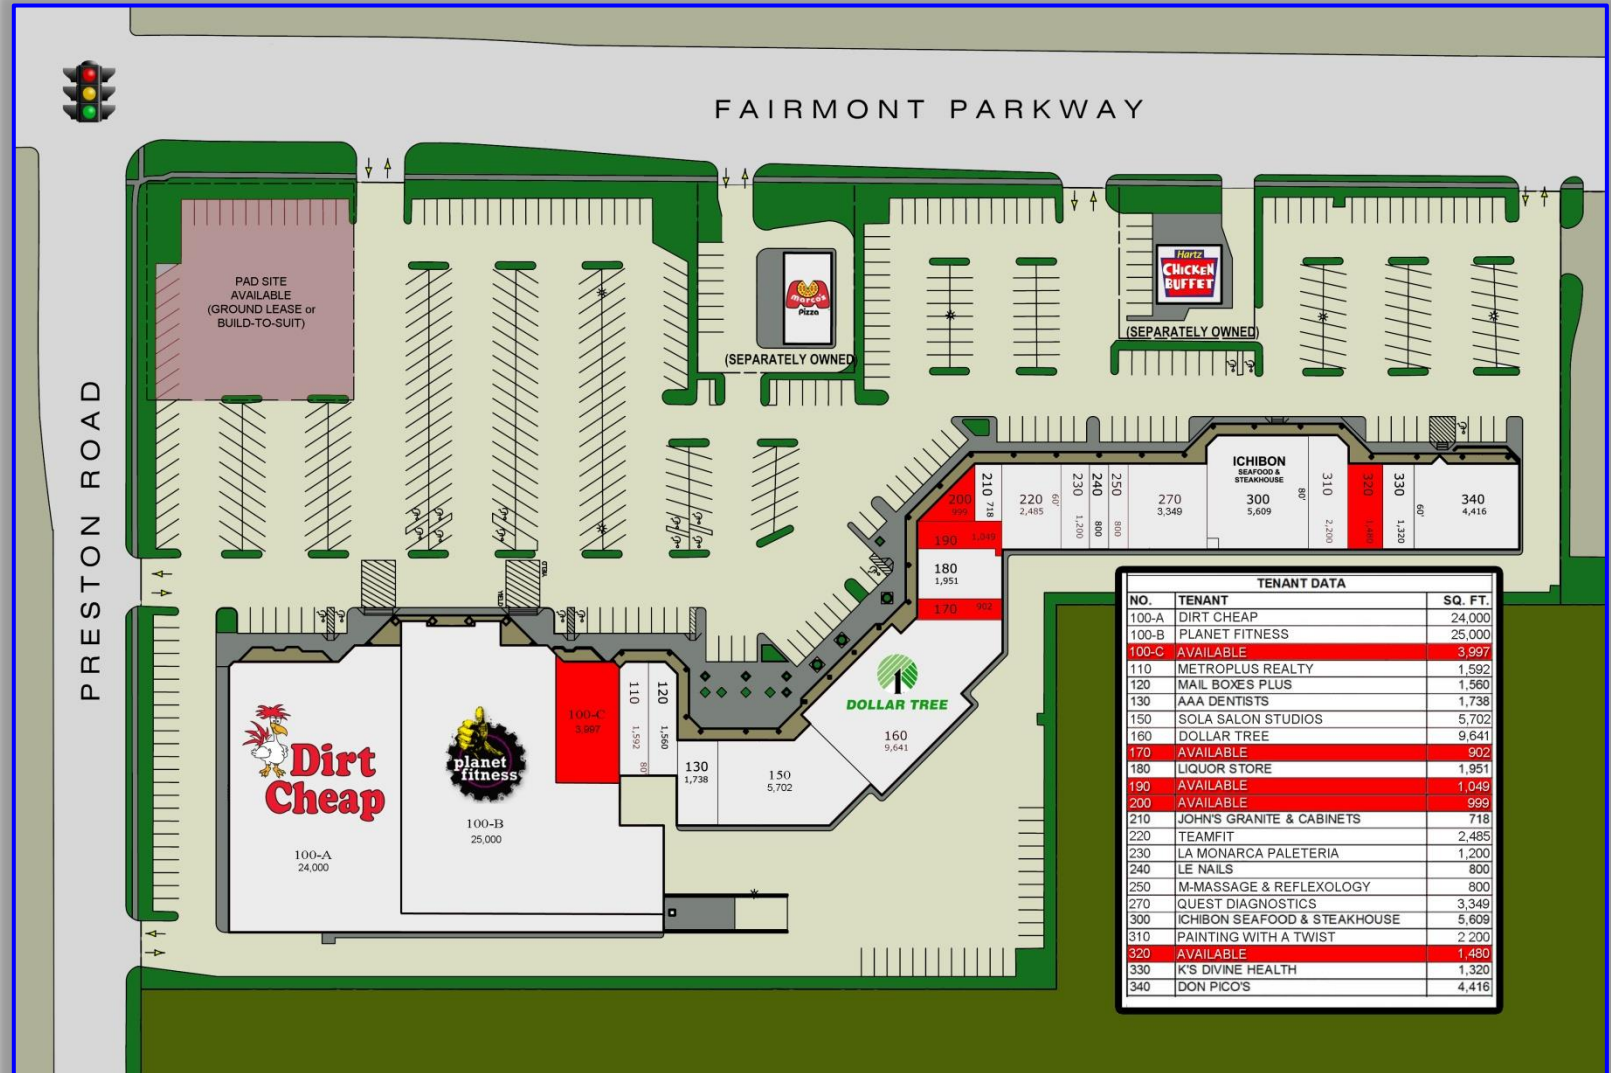 FAIRMONT PARKWAY
PRESTON ROAD
PAD SITE
AVAILABLE
(GROUND LEASE or
BUILD-TO-SUIT)
Marco's
Pizza
(SEPARATELY OWNED)
Hartz
CHICKEN
BUFFET
(SEPARATELY OWNED)
Dirt
Cheap
100-A
24,000
planet
fitness
100-B
25,000
100-C
3,997
110
1,592
80'
120
1,560
130
1,738
150
5,702
DOLLAR TREE
160
9,641
170 902
180
1,951
190 1,049
200
999
210
718
220
2,485
60'
230
1,200
240
800
250
800
270
3,349
ICHIBON
SEAFOOD &
STEAKHOUSE
300
5,609
80'
310
2,200
320
1,480
330
1,320
60'
340
4,416
TENANT DATA
NO. TENANT SQ. FT.
100-A DIRT CHEAP 24,000
100-B PLANET FITNESS 25,000
100-C AVAILABLE 3,997
110 METROPLUS REALTY 1,592
120 MAIL BOXES PLUS 1,560
130 AAA DENTISTS 1,738
150 SOLA SALON STUDIOS 5,702
160 DOLLAR TREE 9,641
170 AVAILABLE 902
180 LIQUOR STORE 1,951
190 AVAILABLE 1,049
200 AVAILABLE 999
210 JOHN'S GRANITE & CABINETS 718
220 TEAMFIT 2,485
230 LA MONARCA PALETERIA 1,200
240 LE NAILS 800
250 M-MASSAGE & REFLEXOLOGY 800
270 QUEST DIAGNOSTICS 3,349
300 ICHIBON SEAFOOD & STEAKHOUSE 5,609
310 PAINTING WITH A TWIST 2 200
320 AVAILABLE 1,480
330 K'S DIVINE HEALTH 1,320
340 DON PICO'S 4,416